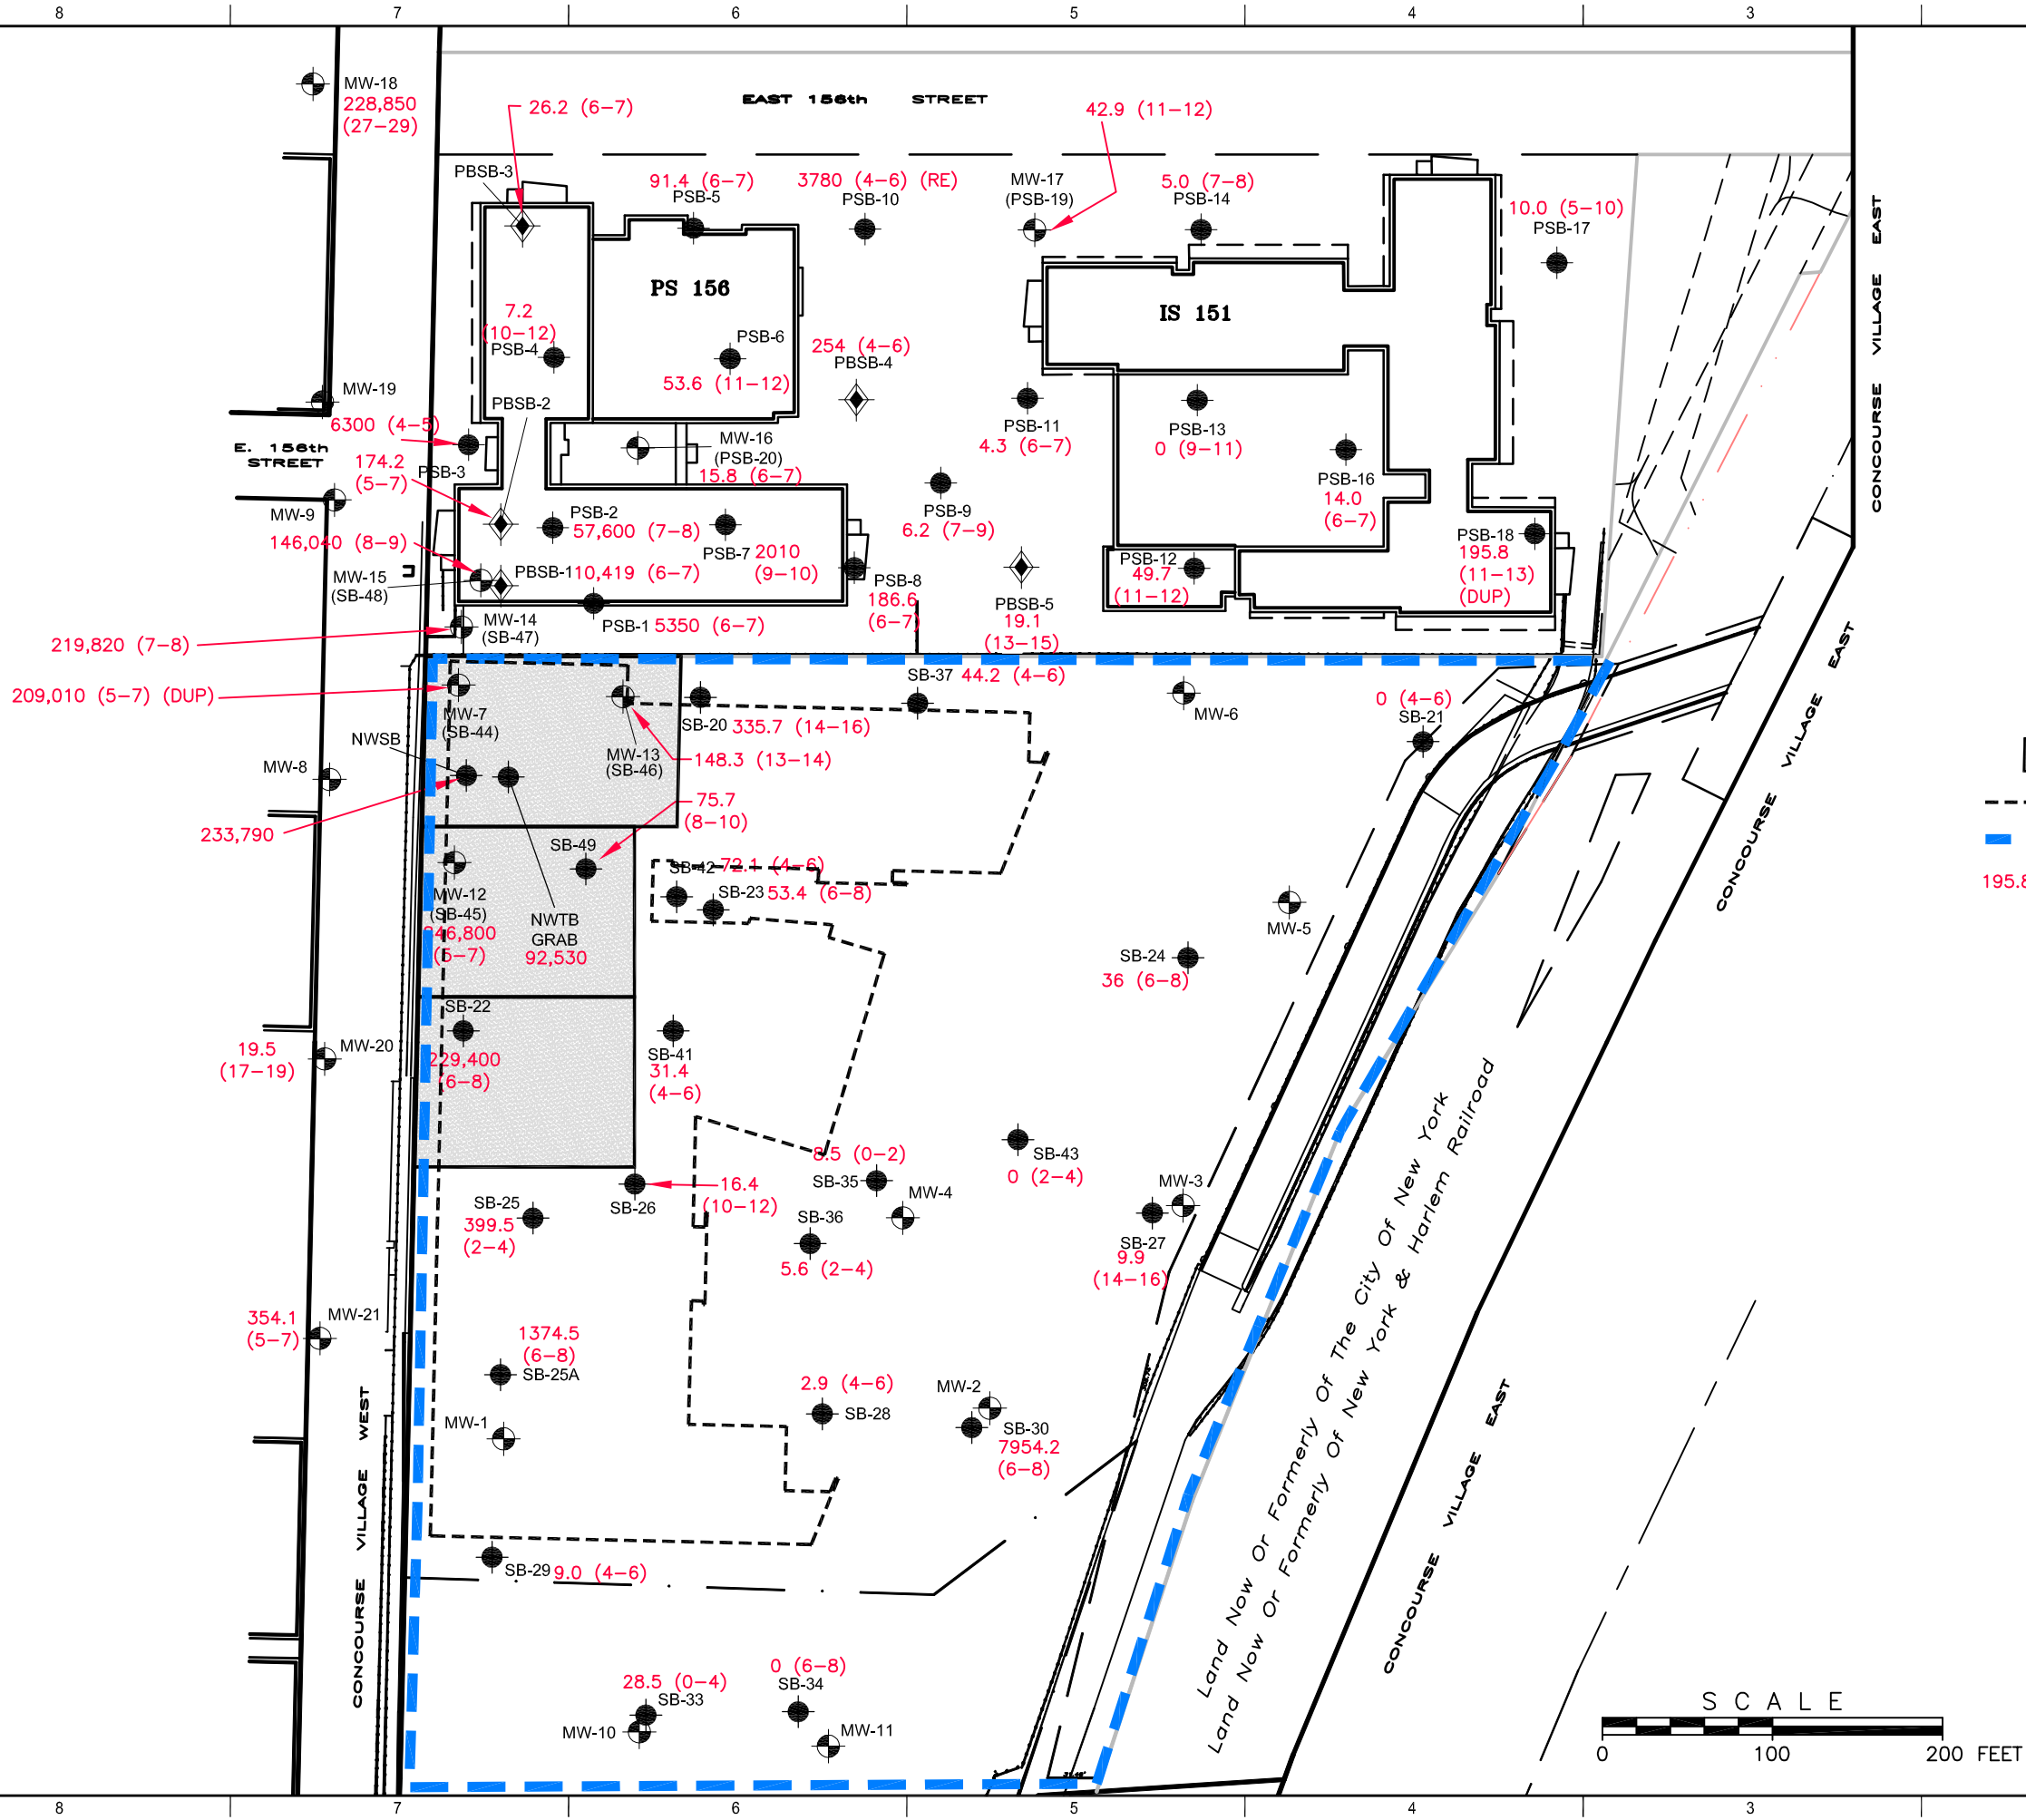 8 7 6 5 4 3
EAST 156th STREET
MW-18
228,850
(27-29)
26.2 (6-7)
42.9 (11-12)
PBSB-3
91.4 (6-7)
PSB-5
3780 (4-6) (RE)
PSB-10
MW-17
(PSB-19)
5.0 (7-8)
PSB-14
10.0 (5-10)
PSB-17
CONCOURSE VILLAGE EAST
PS 156
IS 151
7.2
(10-12)
PSB-4
PSB-6
53.6 (11-12)
254 (4-6)
PBSB-4
MW-19
PBSB-2
6300 (4-5)
E. 156th
STREET
PSB-3
174.2
(5-7)
MW-16
(PSB-20)
15.8 (6-7)
PSB-11
4.3 (6-7)
PSB-13
0 (9-11)
PSB-16
14.0
(6-7)
MW-9
146,040 (8-9)
PSB-2
57,600 (7-8)
PSB-7
2010
(9-10)
PSB-9
6.2 (7-9)
PSB-18
195.8
(11-13)
(DUP)
MW-15
(SB-48)
PBSB-1
10,419 (6-7)
PSB-8
186.6
(6-7)
PSB-12
49.7
(11-12)
PBSB-5
19.1
(13-15)
MW-14
(SB-47)
PSB-1
5350 (6-7)
219,820 (7-8)
209,010 (5-7) (DUP)
MW-7
(SB-44)
NWSB
MW-13
(SB-46)
SB-20
335.7 (14-16)
148.3 (13-14)
SB-37
44.2 (4-6)
MW-6
0 (4-6)
SB-21
CONCOURSE VILLAGE EAST
MW-8
233,790
75.7
(8-10)
SB-49
SB-42
72.1 (4-6)
SB-23
53.4 (6-8)
195.8
MW-12
(SB-45)
346,800
(5-7)
NWTB
GRAB
92,530
MW-5
SB-24
36 (6-8)
SB-22
229,400
(6-8)
SB-41
31.4
(4-6)
MW-20
19.5
(17-19)
SB-43
0 (2-4)
8.5 (0-2)
SB-35
MW-4
MW-3
SB-27
9.9
(14-16)
SB-25
399.5
(2-4)
SB-26
16.4
(10-12)
SB-36
5.6 (2-4)
Land Now Or Formerly Of The City Of New York
Land Now Or Formerly Of New York & Harlem Railroad
MW-21
354.1
(5-7)
1374.5
(6-8)
SB-25A
MW-1
2.9 (4-6)
SB-28
MW-2
SB-30
7954.2
(6-8)
CONCOURSE VILLAGE EAST
CONCOURSE VILLAGE WEST
SB-29
9.0 (4-6)
28.5 (0-4)
SB-33
MW-10
0 (6-8)
SB-34
MW-11
SCALE
0 100 200 FEET
8 7 6 5 4 3